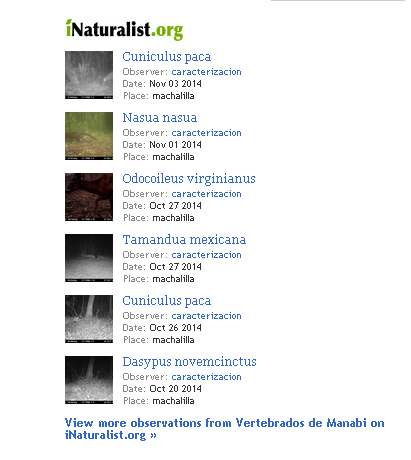 iNaturalist.org
Cuniculus paca
Observer: caracterizacion
Date: Nov 03 2014
Place: machalilla
Nasua nasua
Observer: caracterizacion
Date: Nov 01 2014
Place: machalilla
Odocoileus virginianus
Observer: caracterizacion
Date: Oct 27 2014
Place: machalilla
Tamandua mexicana
Observer: caracterizacion
Date: Oct 27 2014
Place: machalilla
Cuniculus paca
Observer: caracterizacion
Date: Oct 26 2014
Place: machalilla
Dasypus novemcinctus
Observer: caracterizacion
Date: Oct 20 2014
Place: machalilla
View more observations from Vertebrados de Manabi on
iNaturalist.org »